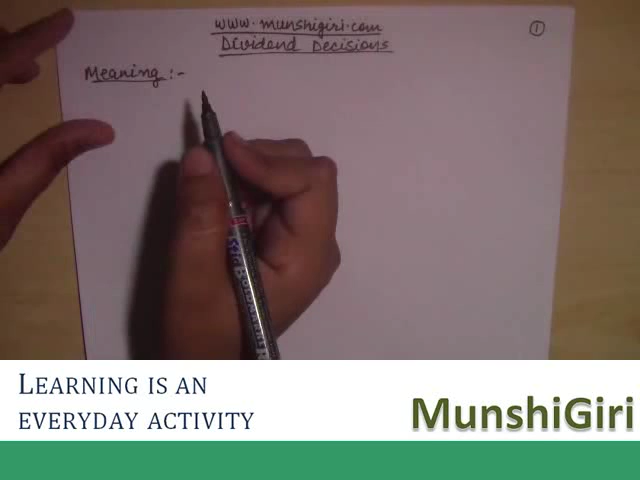 www.munshigiri.com
Dividend Decisions
1
Meaning :-
LEARNING IS AN
EVERYDAY ACTIVITY
MunshiGiri